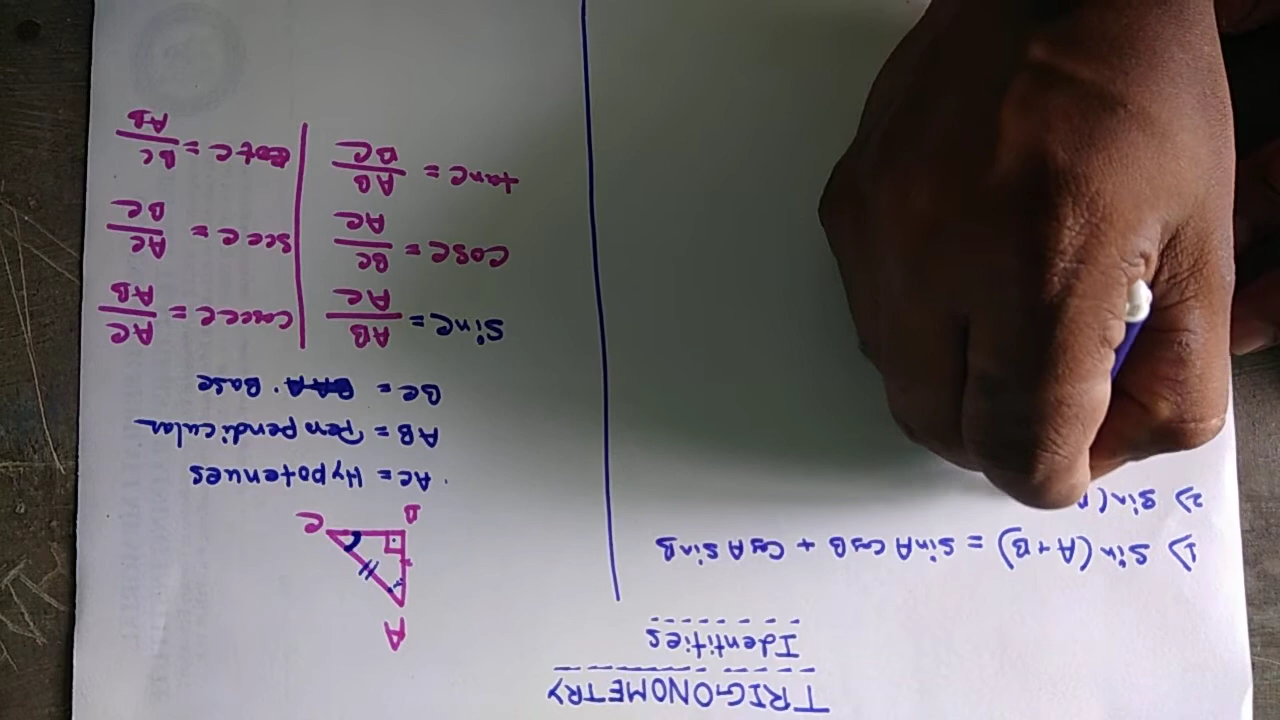 TRIGONOMETRY
Identities
1) Sin(A+B) = SinA CosB + CosA SinB
2) Sin(
A
B
C
AC = Hypotenues
AB = Perpendicular
BC = Base
SinC = AB/AC
CosecC = AC/AB
CosC = BC/AC
SecC = AC/BC
tanC = AB/BC
CotC = BC/AB